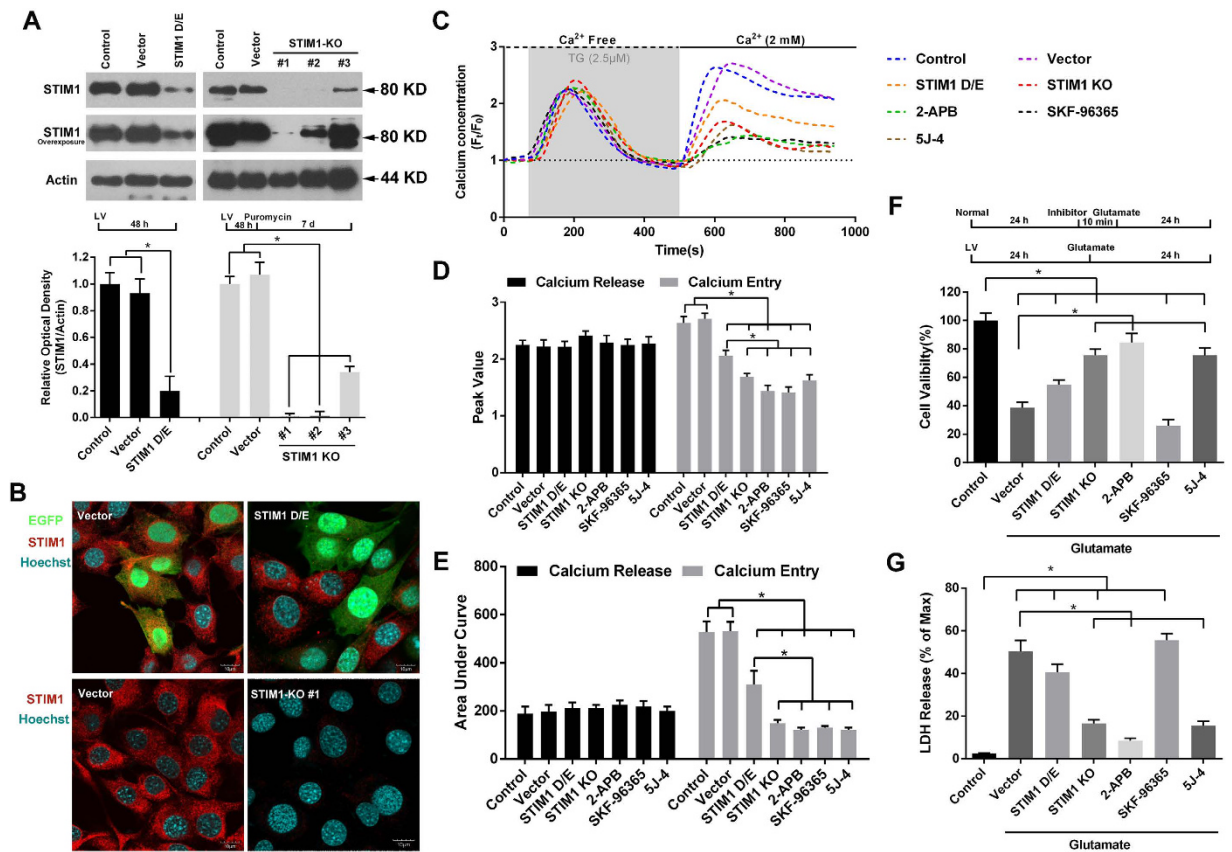 A
Control
Vector
STIM1 D/E
Control
Vector
STIM1-KO
#1 #2 #3
STIM1
80 KD
STIM1
Overexposure
80 KD
Actin
44 KD
LV
48 h
LV Puromycin
48 h 7 d
Relative Optical Density
(STIM1/Actin)
1.2
1.0
0.8
0.6
0.4
0.2
0.0
*
*
Control
Vector
STIM1 D/E
Control
Vector
#1
#2
#3
STIM1 KO
B
EGFP
STIM1
Hoechst
Vector
10μm
STIM1 D/E
10μm
STIM1
Hoechst
Vector
10μm
STIM1-KO #1
10μm
C
Ca²⁺ Free
Ca²⁺ (2 mM)
TG (2.5μM)
Calcium concentration
(Fₜ/F₀)
3
2
1
0
0 200 400 600 800 1000
Time(s)
Control
Vector
STIM1 D/E
STIM1 KO
2-APB
SKF-96365
5J-4
D
Calcium Release
Calcium Entry
Peak Value
3
2
1
0
*
*
Control
Vector
STIM1 D/E
STIM1 KO
2-APB
SKF-96365
5J-4
Control
Vector
STIM1 D/E
STIM1 KO
2-APB
SKF-96365
5J-4
E
Calcium Release
Calcium Entry
Area Under Curve
800
600
400
200
0
*
*
Control
Vector
STIM1 D/E
STIM1 KO
2-APB
SKF-96365
5J-4
Control
Vector
STIM1 D/E
STIM1 KO
2-APB
SKF-96365
5J-4
F
Normal Inhibitor Glutamate
24 h 10 min 24 h
LV Glutamate
24 h 24 h
Cell Valibility(%)
120
100
80
60
40
20
0
*
*
Control
Vector
STIM1 D/E
STIM1 KO
2-APB
SKF-96365
5J-4
Glutamate
G
LDH Release (% of Max)
80
60
40
20
0
*
*
Control
Vector
STIM1 D/E
STIM1 KO
2-APB
SKF-96365
5J-4
Glutamate